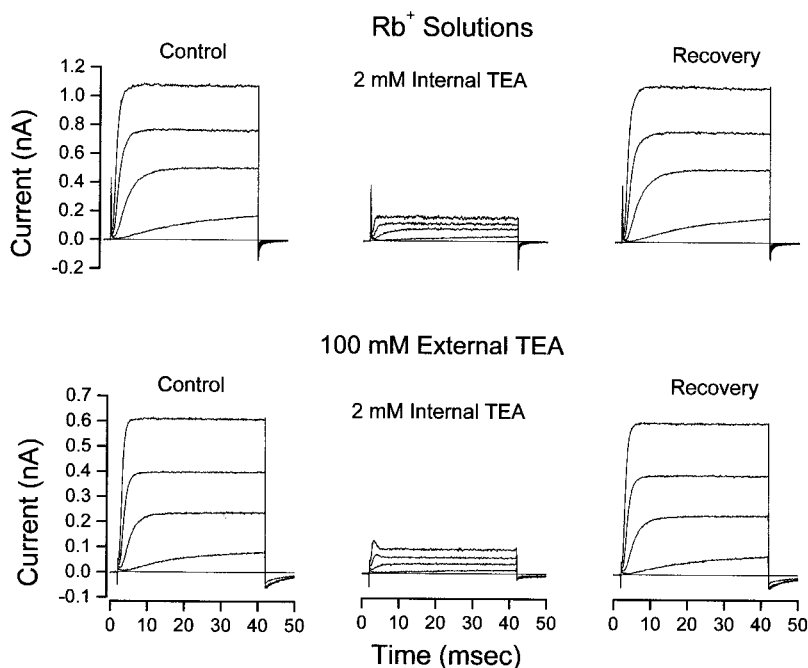 Rb⁺ Solutions
Control
2 mM Internal TEA
Recovery
Current (nA)
1.2
1.0
0.8
0.6
0.4
0.2
0.0
-0.2
100 mM External TEA
Control
2 mM Internal TEA
Recovery
Current (nA)
0.7
0.6
0.5
0.4
0.3
0.2
0.1
0.0
-0.1
0 10 20 30 40 50
0 10 20 30 40 50
0 10 20 30 40 50
Time (msec)